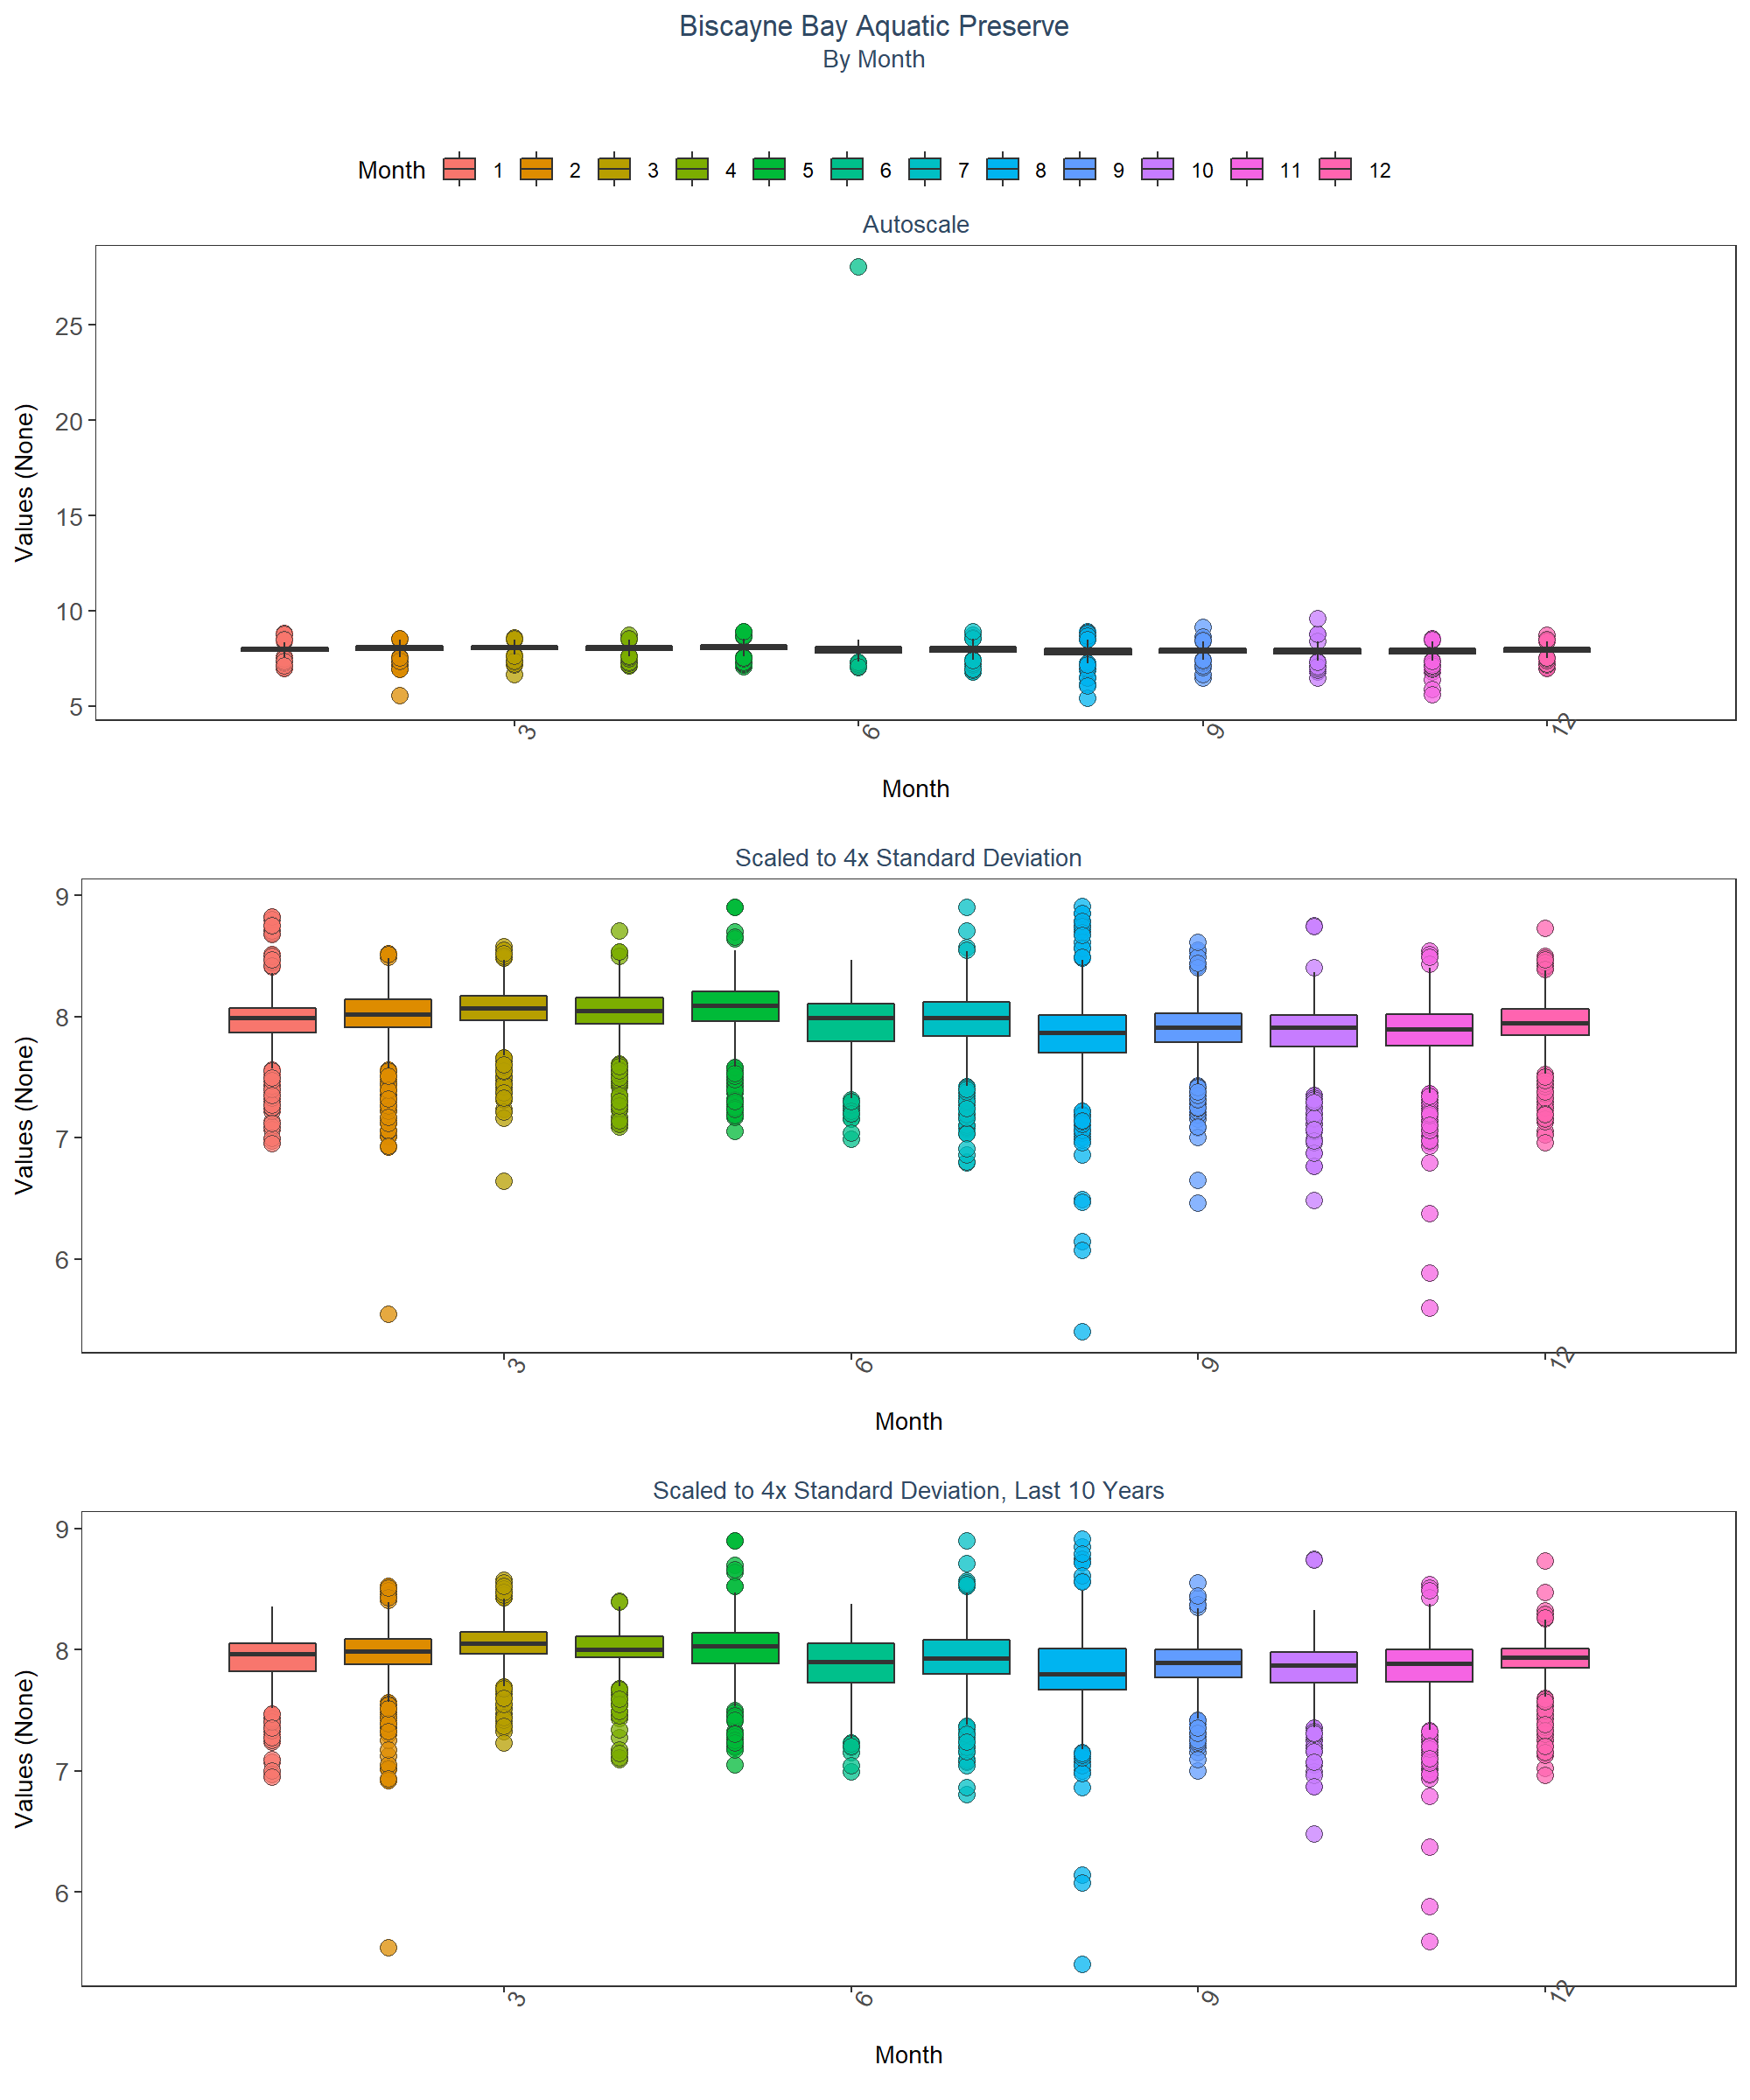 Biscayne Bay Aquatic Preserve
By Month
Month 1 2 3 4 5 6 7 8 9 10 11 12
Autoscale
Values (None)
25
20
15
10
5
3 6 9 12
Month
Scaled to 4x Standard Deviation
Values (None)
9
8
7
6
3 6 9 12
Month
Scaled to 4x Standard Deviation, Last 10 Years
Values (None)
9
8
7
6
3 6 9 12
Month